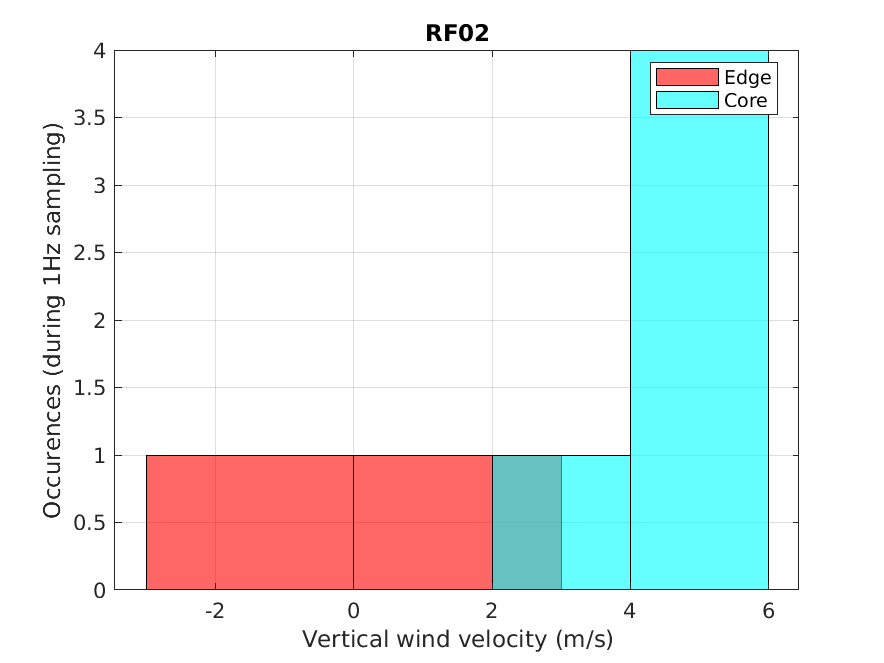 RF02
Occurences (during 1Hz sampling)
4
3.5
3
2.5
2
1.5
1
0.5
0
Edge
Core
-2 0 2 4 6
Vertical wind velocity (m/s)